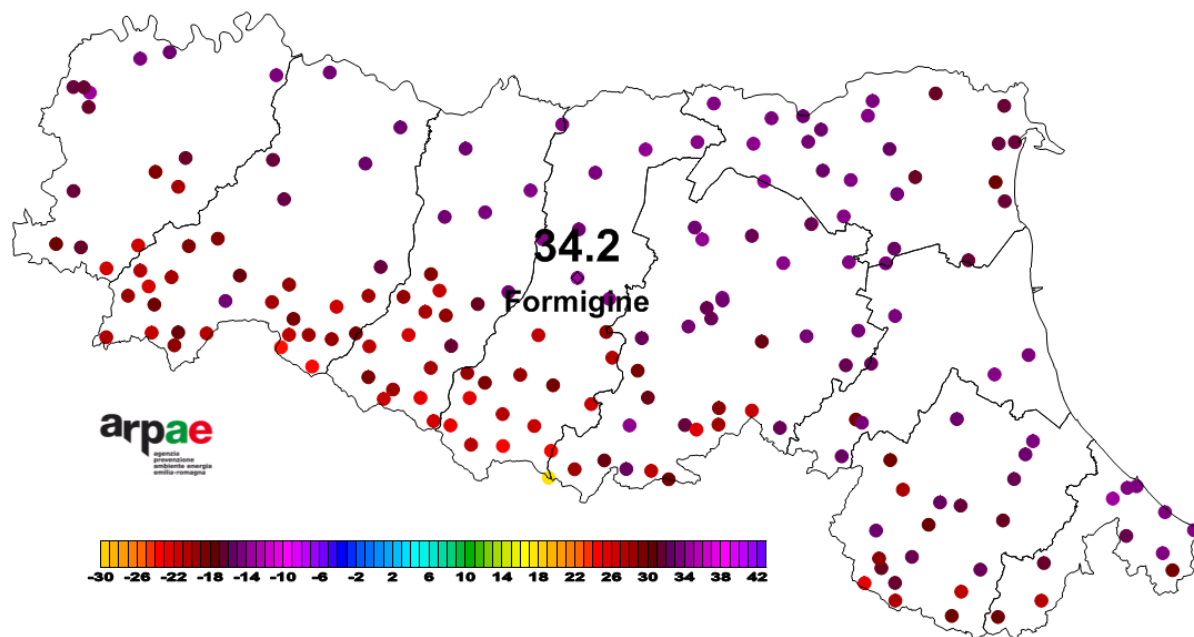 34.2
Formigine
arpae
agenzia
prevenzione
ambiente energia
emilia-romagna
-30 -26 -22 -18 -14 -10 -6 -2 2 6 10 14 18 22 26 30 34 38 42